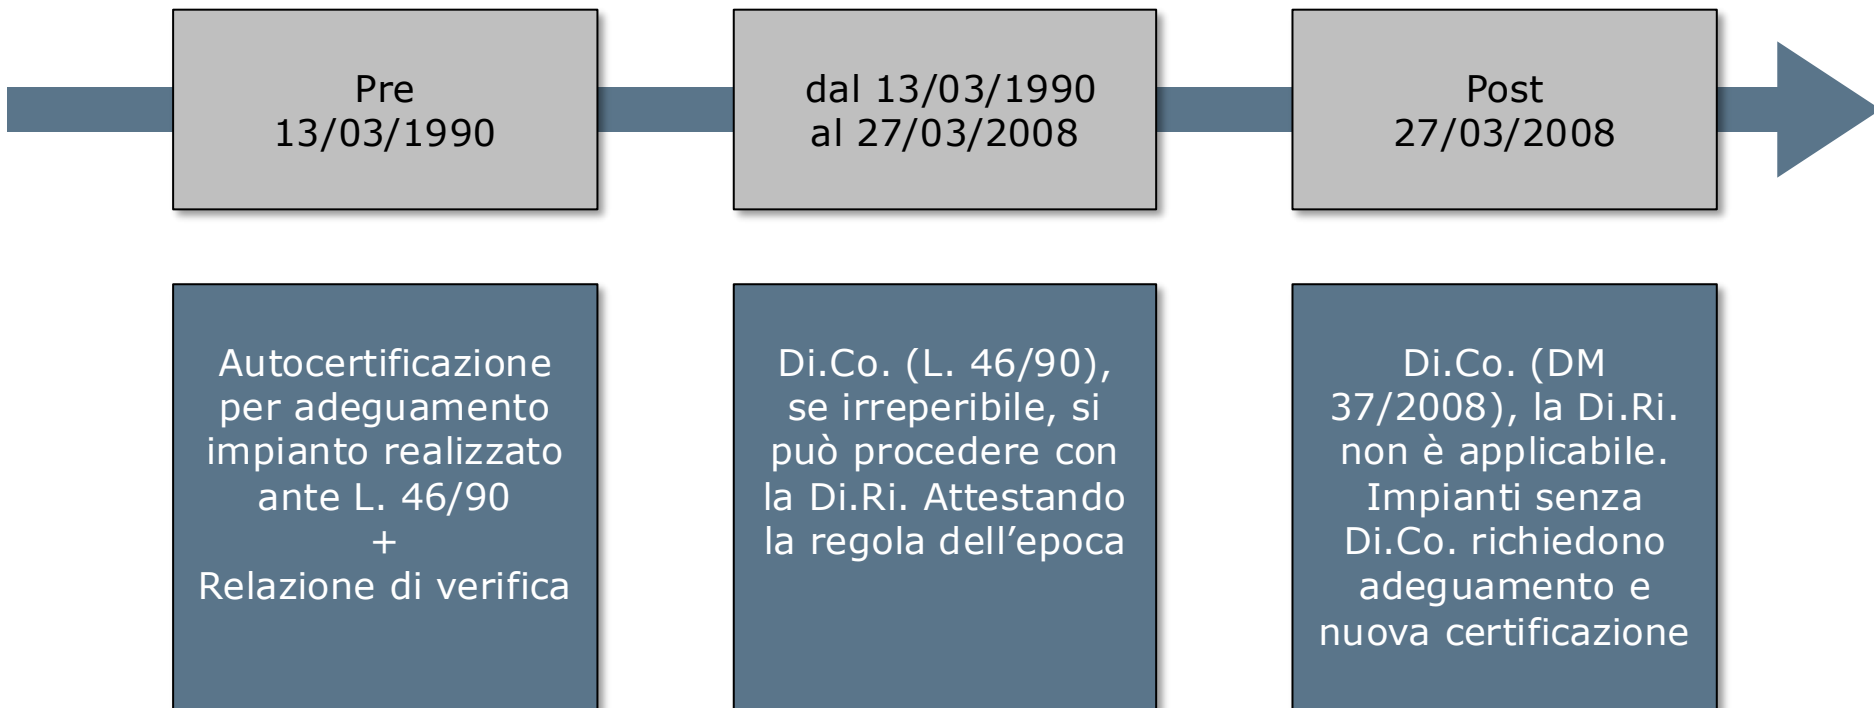 Pre
13/03/1990
dal 13/03/1990
al 27/03/2008
Post
27/03/2008
Autocertificazione
per adeguamento
impianto realizzato
ante L. 46/90
+
Relazione di verifica
Di.Co. (L. 46/90),
se irreperibile, si
può procedere con
la Di.Ri. Attestando
la regola dell’epoca
Di.Co. (DM
37/2008), la Di.Ri.
non è applicabile.
Impianti senza
Di.Co. richiedono
adeguamento e
nuova certificazione